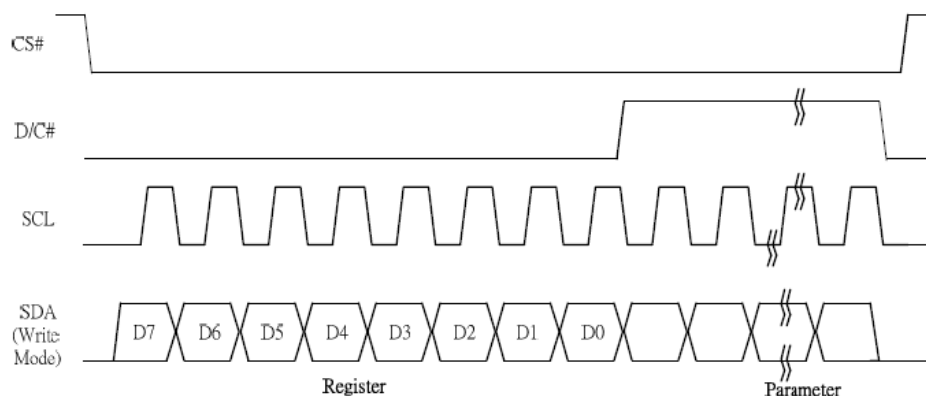 CS#
D/C#
SCL
SDA
(Write
Mode)
D7 D6 D5 D4 D3 D2 D1 D0
Register Parameter